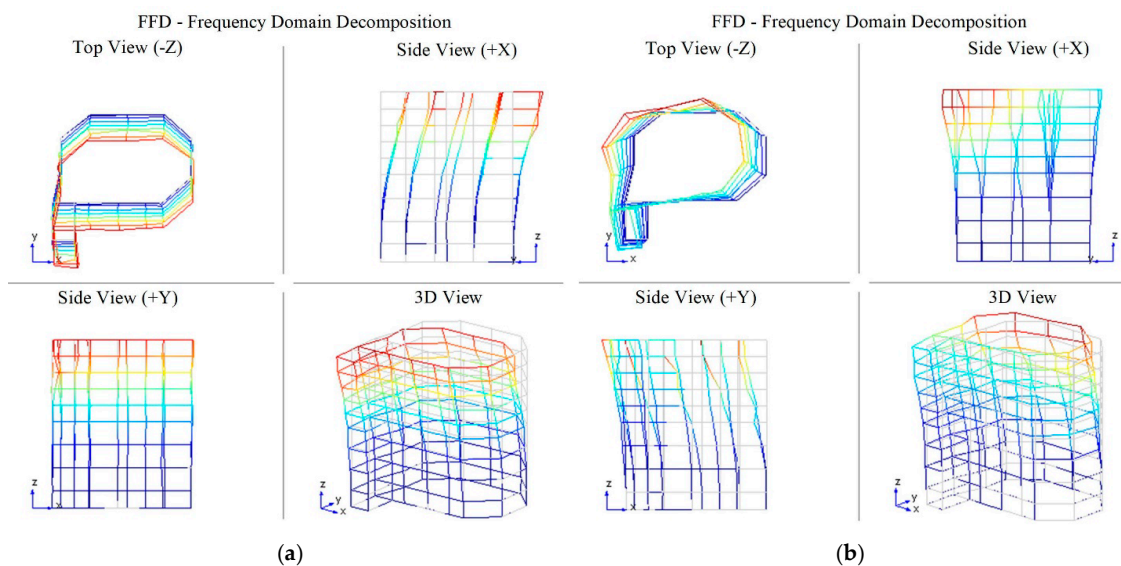 FFD - Frequency Domain Decomposition
Top View (-Z)
Side View (+X)
y
x
z
y
Side View (+Y)
3D View
z
x
z
y
x
(a)
FFD - Frequency Domain Decomposition
Top View (-Z)
Side View (+X)
y
x
z
y
Side View (+Y)
3D View
z
x
z
y
x
(b)